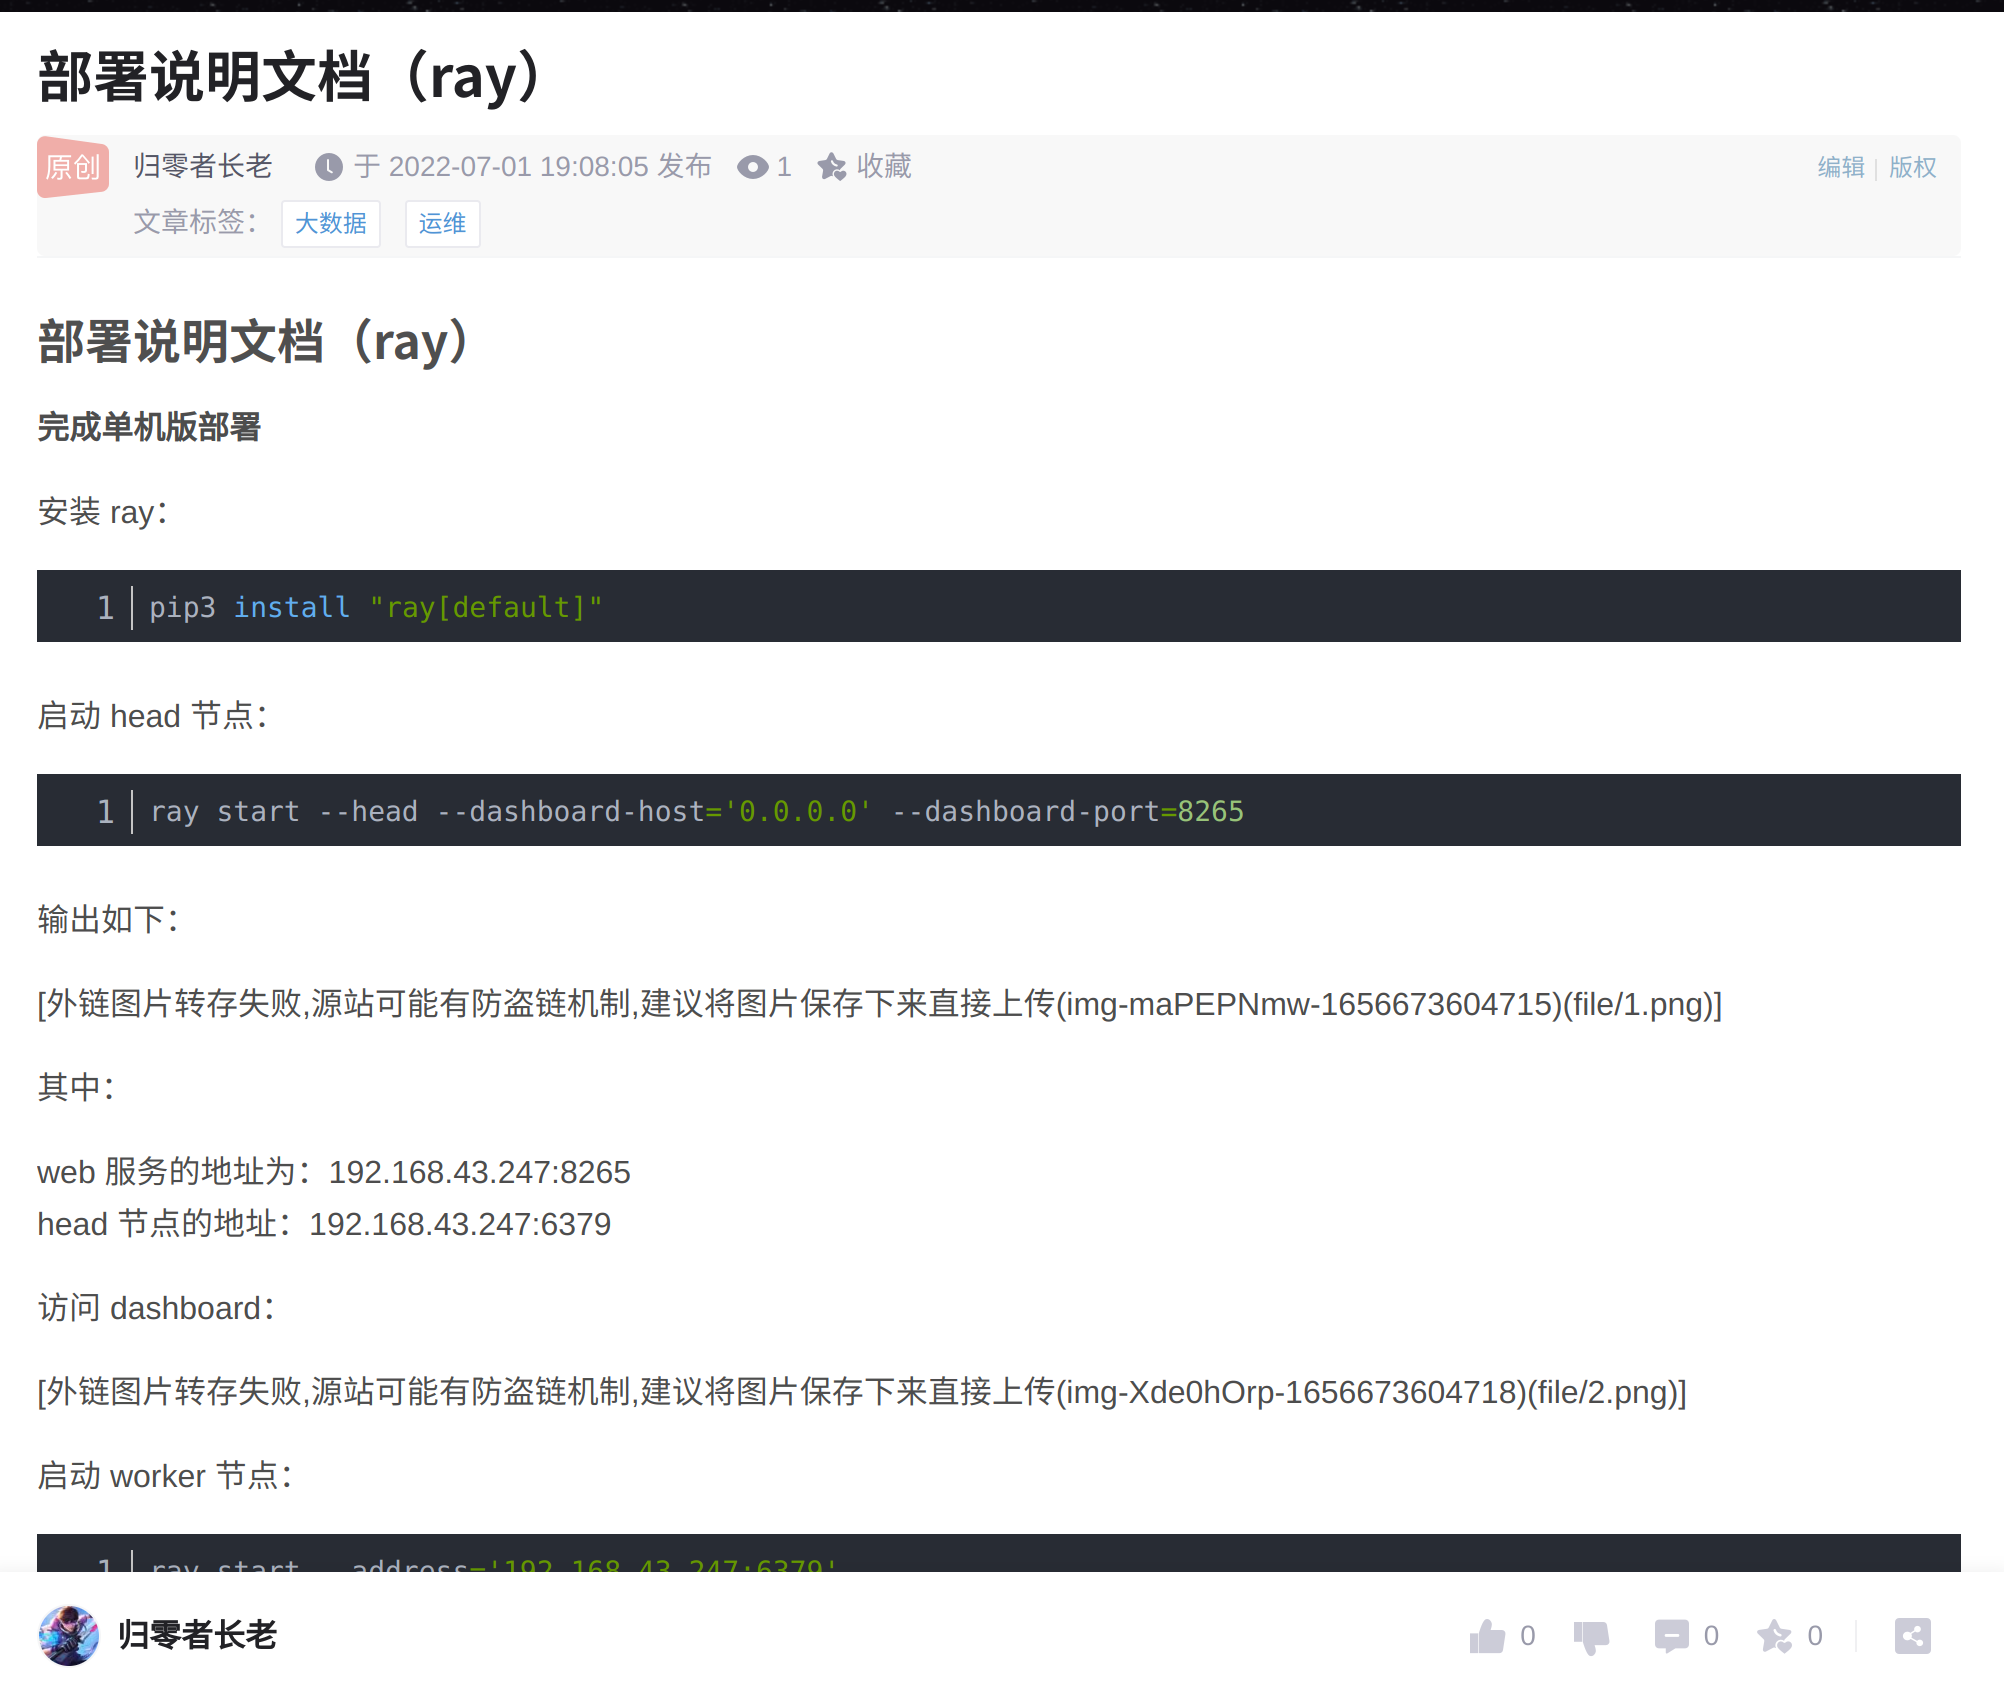 部署说明文档（ray）
原创 归零者长老 于 2022-07-01 19:08:05 发布 1 收藏 编辑 版权
文章标签： 大数据 运维
部署说明文档（ray）
完成单机版部署
安装 ray：
1 pip3 install "ray[default]"
启动 head 节点：
1 ray start --head --dashboard-host='0.0.0.0' --dashboard-port=8265
输出如下：
[外链图片转存失败,源站可能有防盗链机制,建议将图片保存下来直接上传(img-maPEPNmw-1656673604715)(file/1.png)]
其中：
web 服务的地址为：192.168.43.247:8265
head 节点的地址：192.168.43.247:6379
访问 dashboard：
[外链图片转存失败,源站可能有防盗链机制,建议将图片保存下来直接上传(img-Xde0hOrp-1656673604718)(file/2.png)]
启动 worker 节点：
1 ray start --address='192.168.43.247:6379'
归零者长老 0 0 0